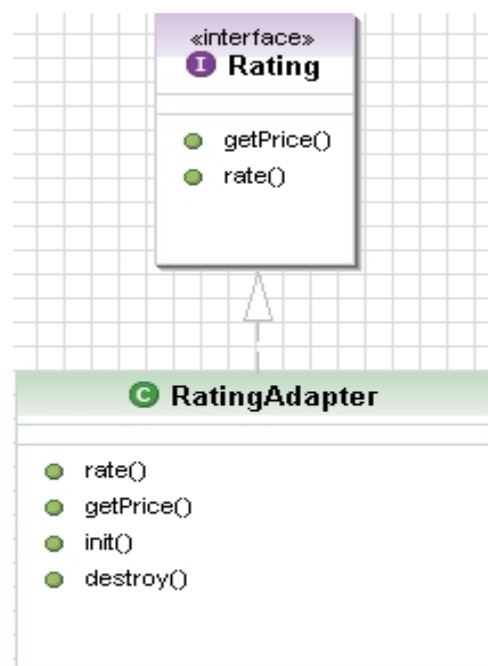 «interface»
I Rating
getPrice()
rate()
C RatingAdapter
rate()
getPrice()
init()
destroy()